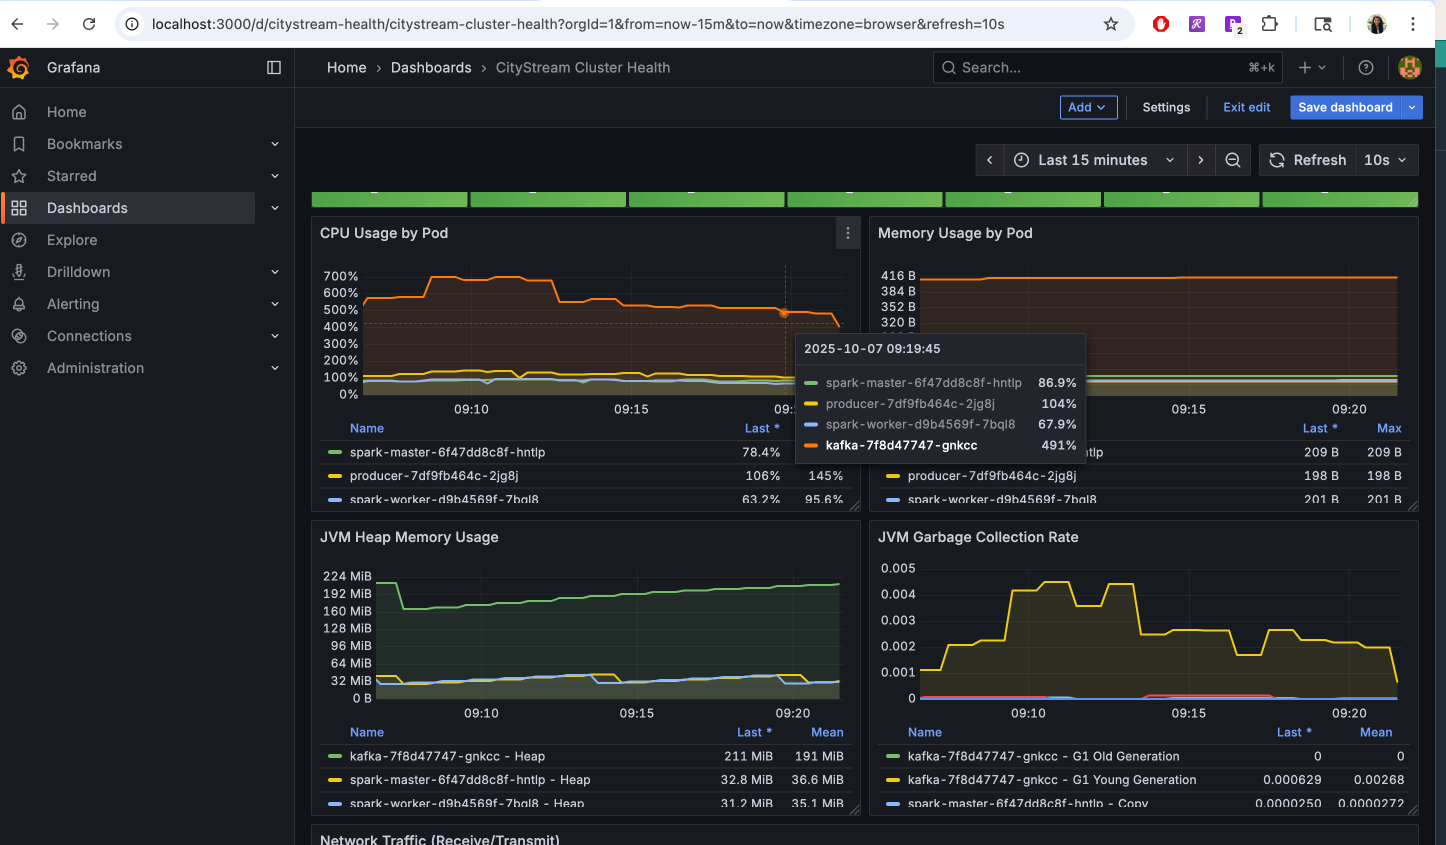 localhost:3000/d/citystream-health/citystream-cluster-health?orgId=1&from=now-15m&to=now&timezone=browser&refresh=10s
2
Grafana
Home › Dashboards › CityStream Cluster Health
Search...
⌘+k
Home
Bookmarks
Starred
Dashboards
Explore
Drilldown
Alerting
Connections
Administration
Add
Settings
Exit edit
Save dashboard
Last 15 minutes
Refresh
10s
CPU Usage by Pod
700%
600%
500%
400%
300%
200%
100%
0%
09:10
09:15
Name
Last *
spark-master-6f47dd8c8f-hntlp
78.4%
producer-7df9fb464c-2jg8j
106%
145%
spark-worker-d9b4569f-7bql8
63.2%
95.6%
2025-10-07 09:19:45
spark-master-6f47dd8c8f-hntlp 86.9%
producer-7df9fb464c-2jg8j 104%
spark-worker-d9b4569f-7bql8 67.9%
kafka-7f8d47747-gnkcc 491%
Memory Usage by Pod
416 B
384 B
352 B
320 B
09:15
09:20
Last *
Max
209 B
209 B
producer-7df9fb464c-2jg8j
198 B
198 B
spark-worker-d9b4569f-7bql8
201 B
201 B
JVM Heap Memory Usage
224 MiB
192 MiB
160 MiB
128 MiB
96 MiB
64 MiB
32 MiB
0 B
09:10
09:15
09:20
Name
Last *
Mean
kafka-7f8d47747-gnkcc - Heap
211 MiB
191 MiB
spark-master-6f47dd8c8f-hntlp - Heap
32.8 MiB
36.6 MiB
spark-worker-d9b4569f-7bql8 - Heap
31.2 MiB
35.1 MiB
JVM Garbage Collection Rate
0.005
0.004
0.003
0.002
0.001
0
09:10
09:15
09:20
Name
Last *
Mean
kafka-7f8d47747-gnkcc - G1 Old Generation
0
0
kafka-7f8d47747-gnkcc - G1 Young Generation
0.000629
0.00268
spark-master-6f47dd8c8f-hntlp - Copy
0.0000250
0.0000272
Network Traffic (Receive/Transmit)